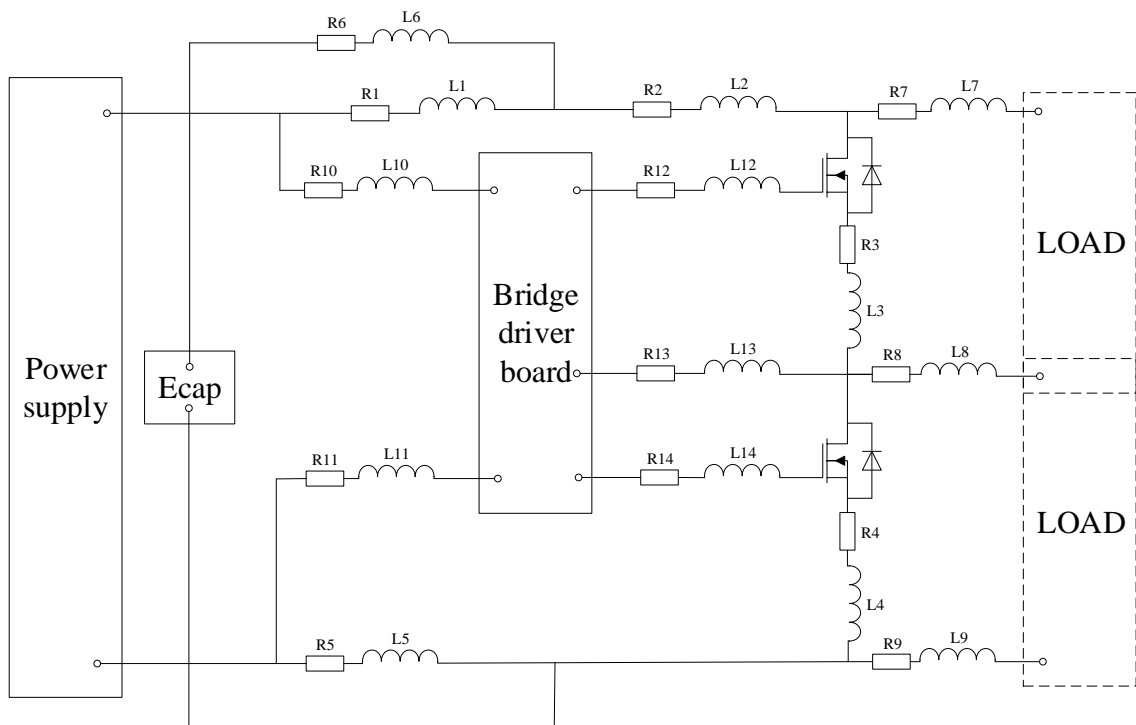 R6
L6
R1
L1
R2
L2
R7
L7
R10
L10
R12
L12
R3
L3
LOAD
Bridge
driver
board
Power
supply
Ecap
R13
L13
R8
L8
R11
L11
R14
L14
LOAD
R4
L4
R5
L5
R9
L9